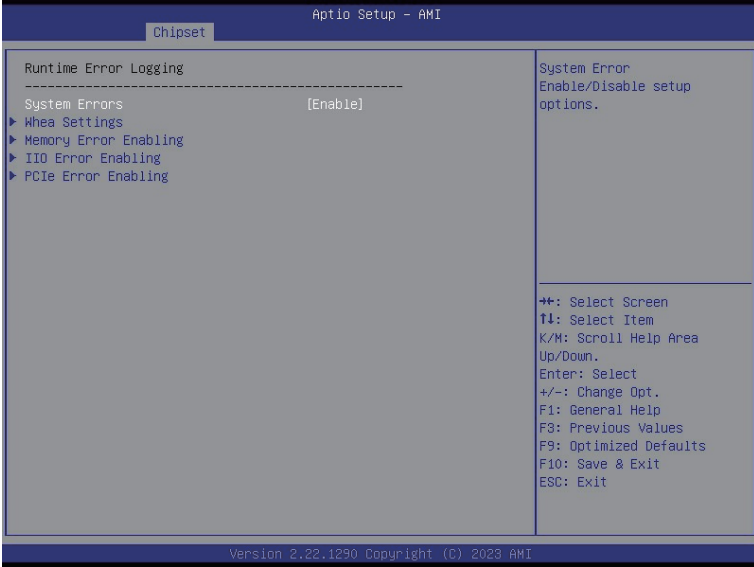 Aptio Setup – AMI
Chipset
Runtime Error Logging
--------------------------------------------------
System Errors [Enable]
▶ Whea Settings
▶ Memory Error Enabling
▶ IIO Error Enabling
▶ PCIe Error Enabling
System Error
Enable/Disable setup
options.
→←: Select Screen
↑↓: Select Item
K/M: Scroll Help Area
Up/Down.
Enter: Select
+/-: Change Opt.
F1: General Help
F3: Previous Values
F9: Optimized Defaults
F10: Save & Exit
ESC: Exit
Version 2.22.1290 Copyright (C) 2023 AMI